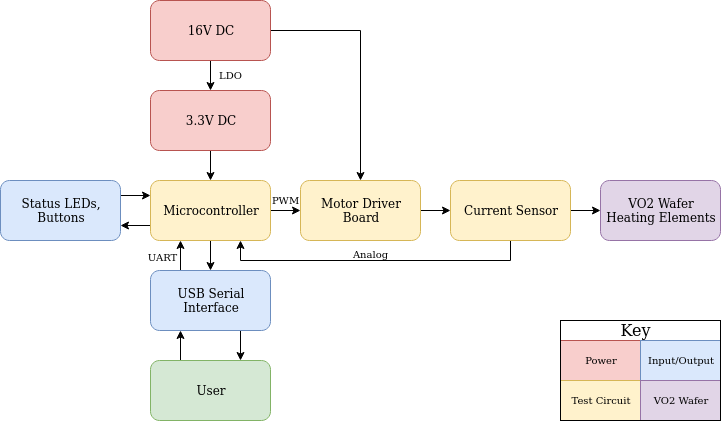 16V DC
LDO
3.3V DC
Status LEDs,
Buttons
Microcontroller
PWM
Motor Driver
Board
Current Sensor
VO2 Wafer
Heating Elements
UART
Analog
USB Serial
Interface
User
Key
Power
Input/Output
Test Circuit
VO2 Wafer